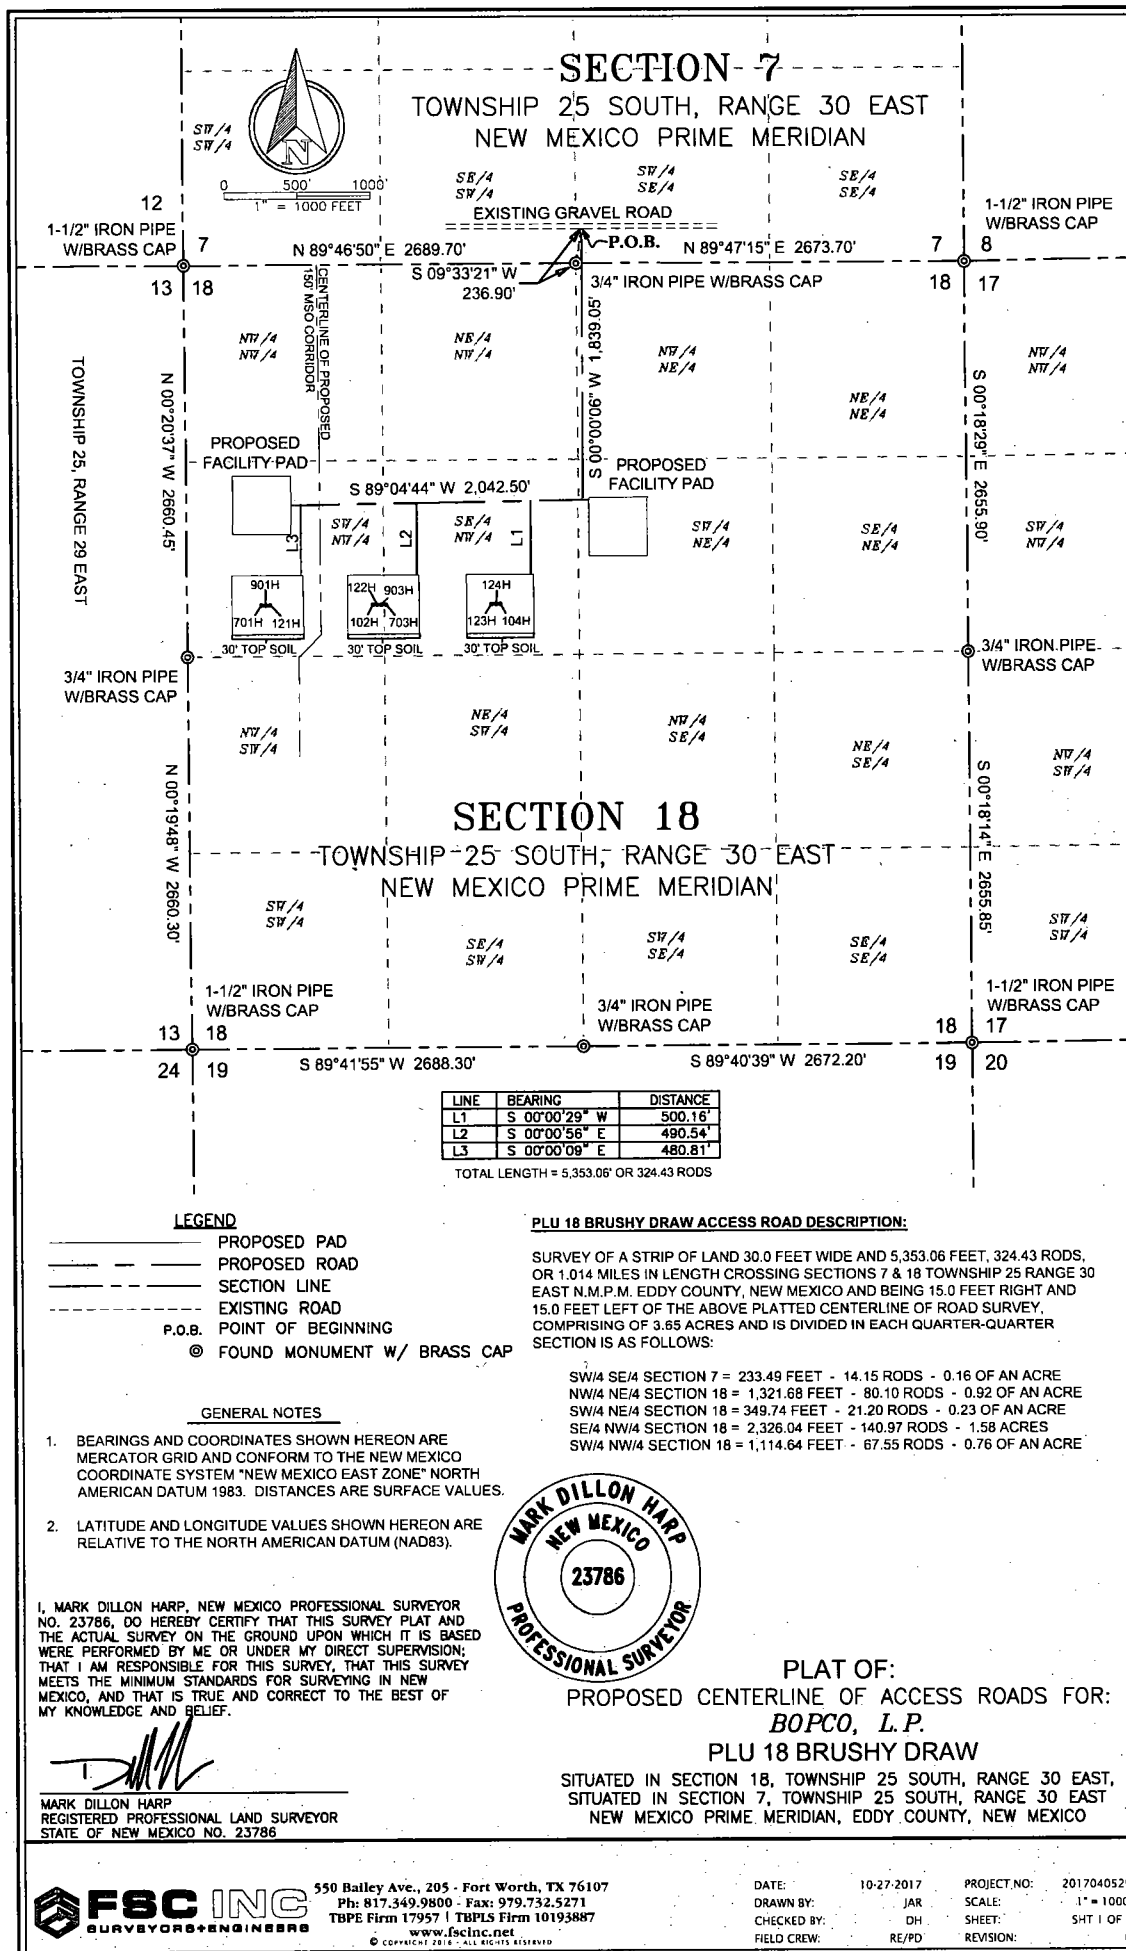 SECTION 7
TOWNSHIP 25 SOUTH, RANGE 30 EAST
NEW MEXICO PRIME MERIDIAN
SW/4
SW/4
N
0 500' 1000'
1" = 1000 FEET
SE/4
SW/4
SW/4
SE/4
SE/4
SE/4
12
1-1/2" IRON PIPE
W/BRASS CAP
7
EXISTING GRAVEL ROAD
P.O.B.
1-1/2" IRON PIPE
W/BRASS CAP
7 8
N 89°46'50" E 2689.70'
N 89°47'15" E 2673.70'
S 09°33'21" W
236.90'
3/4" IRON PIPE W/BRASS CAP
13 18
18 17
CENTERLINE OF PROPOSED
150' MSO CORRIDOR
S 00°00'06" W 1,839.05'
NW/4
NW/4
NE/4
NW/4
NW/4
NE/4
NE/4
NE/4
NW/4
NW/4
TOWNSHIP 25, RANGE 29 EAST
N 00°20'37" W 2660.45'
S 00°18'29" E 2655.90'
PROPOSED
FACILITY PAD
PROPOSED
FACILITY PAD
S 89°04'44" W 2,042.50'
SW/4
NW/4
SE/4
NW/4
SW/4
NE/4
SE/4
NE/4
SW/4
NW/4
L3
L2
L1
901H
701H 121H
30' TOP SOIL
122H 903H
102H 703H
30' TOP SOIL
124H
123H 104H
30' TOP SOIL
3/4" IRON PIPE
W/BRASS CAP
3/4" IRON PIPE
W/BRASS CAP
NW/4
SW/4
NE/4
SW/4
NW/4
SE/4
NE/4
SE/4
NW/4
SW/4
N 00°19'48" W 2660.30'
S 00°18'14" E 2655.85'
SECTION 18
TOWNSHIP 25 SOUTH, RANGE 30 EAST
NEW MEXICO PRIME MERIDIAN
SW/4
SW/4
SE/4
SW/4
SW/4
SE/4
SE/4
SE/4
SW/4
SW/4
1-1/2" IRON PIPE
W/BRASS CAP
3/4" IRON PIPE
W/BRASS CAP
1-1/2" IRON PIPE
W/BRASS CAP
13 18
18 17
24 19
S 89°41'55" W 2688.30'
S 89°40'39" W 2672.20'
19 20
LINE BEARING DISTANCE
L1 S 00°00'29" W 500.16'
L2 S 00°00'56" E 490.54'
L3 S 00°00'09" E 480.81'
TOTAL LENGTH = 5,353.06' OR 324.43 RODS
LEGEND
PROPOSED PAD
PROPOSED ROAD
SECTION LINE
EXISTING ROAD
P.O.B. POINT OF BEGINNING
FOUND MONUMENT W/ BRASS CAP
PLU 18 BRUSHY DRAW ACCESS ROAD DESCRIPTION:
SURVEY OF A STRIP OF LAND 30.0 FEET WIDE AND 5,353.06 FEET, 324.43 RODS,
OR 1.014 MILES IN LENGTH CROSSING SECTIONS 7 & 18 TOWNSHIP 25 RANGE 30
EAST N.M.P.M. EDDY COUNTY, NEW MEXICO AND BEING 15.0 FEET RIGHT AND
15.0 FEET LEFT OF THE ABOVE PLATTED CENTERLINE OF ROAD SURVEY,
COMPRISING OF 3.65 ACRES AND IS DIVIDED IN EACH QUARTER-QUARTER
SECTION IS AS FOLLOWS:
SW/4 SE/4 SECTION 7 = 233.49 FEET - 14.15 RODS - 0.16 OF AN ACRE
NW/4 NE/4 SECTION 18 = 1,321.68 FEET - 80.10 RODS - 0.92 OF AN ACRE
SW/4 NE/4 SECTION 18 = 349.74 FEET - 21.20 RODS - 0.23 OF AN ACRE
SE/4 NW/4 SECTION 18 = 2,326.04 FEET - 140.97 RODS - 1.58 ACRES
SW/4 NW/4 SECTION 18 = 1,114.64 FEET - 67.55 RODS - 0.76 OF AN ACRE
GENERAL NOTES
1. BEARINGS AND COORDINATES SHOWN HEREON ARE
MERCATOR GRID AND CONFORM TO THE NEW MEXICO
COORDINATE SYSTEM "NEW MEXICO EAST ZONE" NORTH
AMERICAN DATUM 1983. DISTANCES ARE SURFACE VALUES.
2. LATITUDE AND LONGITUDE VALUES SHOWN HEREON ARE
RELATIVE TO THE NORTH AMERICAN DATUM (NAD83).
MARK DILLON HARP
NEW MEXICO
23786
PROFESSIONAL SURVEYOR
I, MARK DILLON HARP, NEW MEXICO PROFESSIONAL SURVEYOR
NO. 23786, DO HEREBY CERTIFY THAT THIS SURVEY PLAT AND
THE ACTUAL SURVEY ON THE GROUND UPON WHICH IT IS BASED
WERE PERFORMED BY ME OR UNDER MY DIRECT SUPERVISION;
THAT I AM RESPONSIBLE FOR THIS SURVEY, THAT THIS SURVEY
MEETS THE MINIMUM STANDARDS FOR SURVEYING IN NEW
MEXICO, AND THAT IS TRUE AND CORRECT TO THE BEST OF
MY KNOWLEDGE AND BELIEF.
MARK DILLON HARP
REGISTERED PROFESSIONAL LAND SURVEYOR
STATE OF NEW MEXICO NO. 23786
PLAT OF:
PROPOSED CENTERLINE OF ACCESS ROADS FOR:
BOPCO, L.P.
PLU 18 BRUSHY DRAW
SITUATED IN SECTION 18, TOWNSHIP 25 SOUTH, RANGE 30 EAST,
SITUATED IN SECTION 7, TOWNSHIP 25 SOUTH, RANGE 30 EAST
NEW MEXICO PRIME MERIDIAN, EDDY COUNTY, NEW MEXICO
FSC INC
SURVEYORS+ENGINEERS
550 Bailey Ave., 205 - Fort Worth, TX 76107
Ph: 817.349.9800 - Fax: 979.732.5271
TBPE Firm 17957 | TBPLS Firm 10193887
www.fscinc.net
© COPYRIGHT 2016 - ALL RIGHTS RESERVED
DATE: 10-27-2017 PROJECT NO: 201704052
DRAWN BY: JAR SCALE: 1" = 1000
CHECKED BY: DH SHEET: SHT 1 OF
FIELD CREW: RE/PD REVISION: